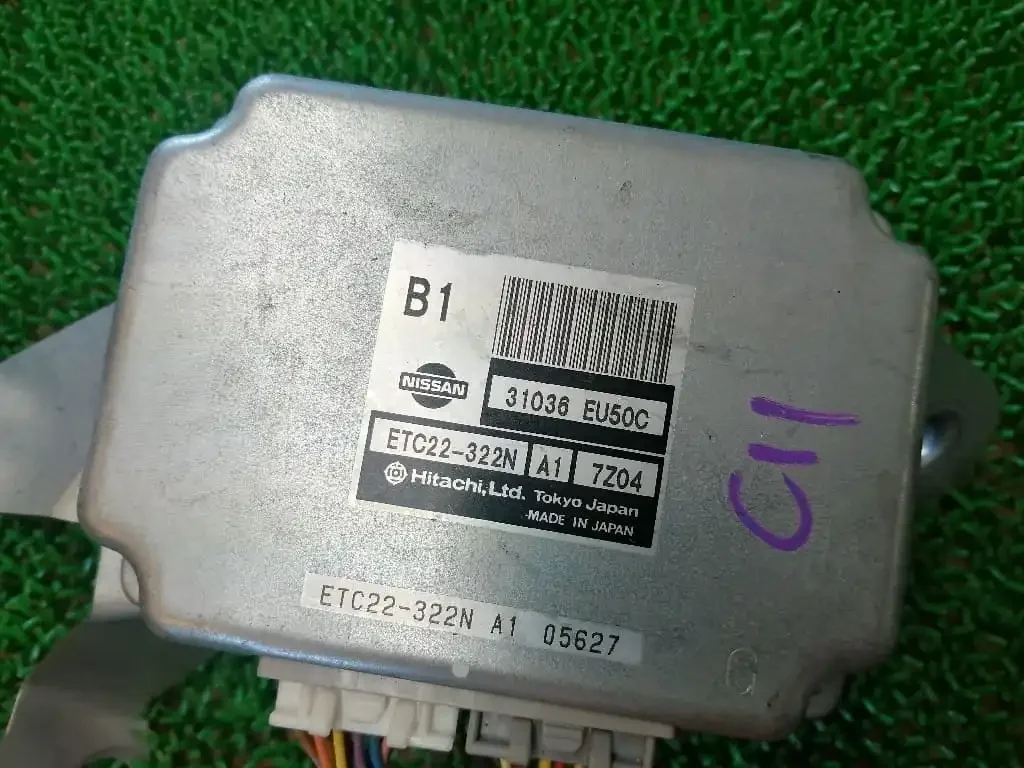 B1
NISSAN
31036 EU50C
ETC22-322N A1 7Z04
Hitachi,Ltd. Tokyo Japan
MADE IN JAPAN
C11
ETC22-322N A1 05627
G